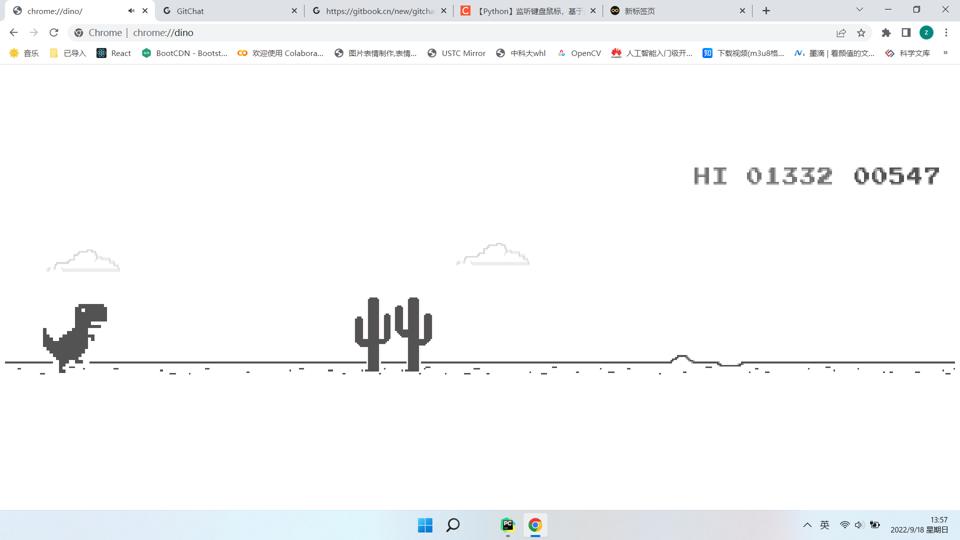 chrome://dino/
GitChat
https://gitbook.cn/new/gitcha
【Python】监听键盘鼠标，基于
新标签页
Chrome | chrome://dino
Z
音乐
已导入
BootCDN - Bootst...
React
欢迎使用 Colabora...
图片表情制作,表情...
USTC Mirror
中科大whl
OpenCV
人工智能入门级开...
知
下载视频(m3u8格...
墨滴 | 看颜值的文...
科学文库
»
HI 01332 00547
PC
英
13:57
2022/9/18 星期日